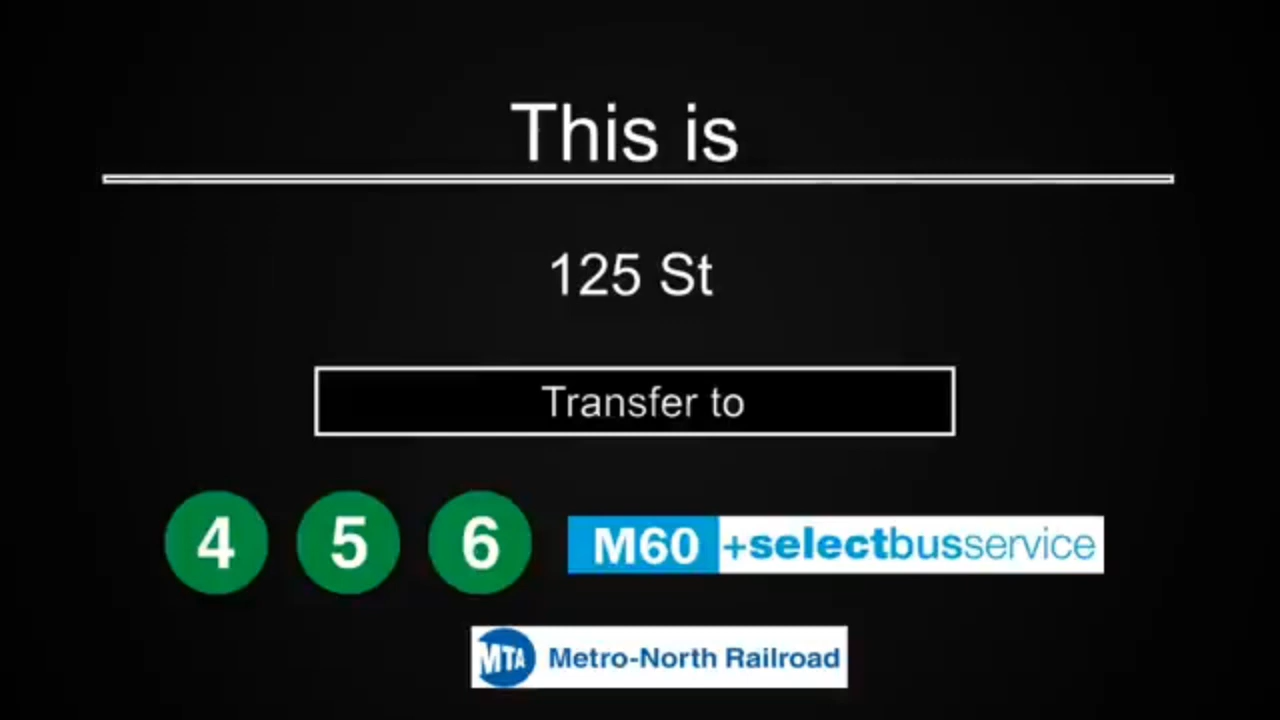 This is
125 St
Transfer to
4 5 6 M60 +selectbusservice
MTA Metro-North Railroad